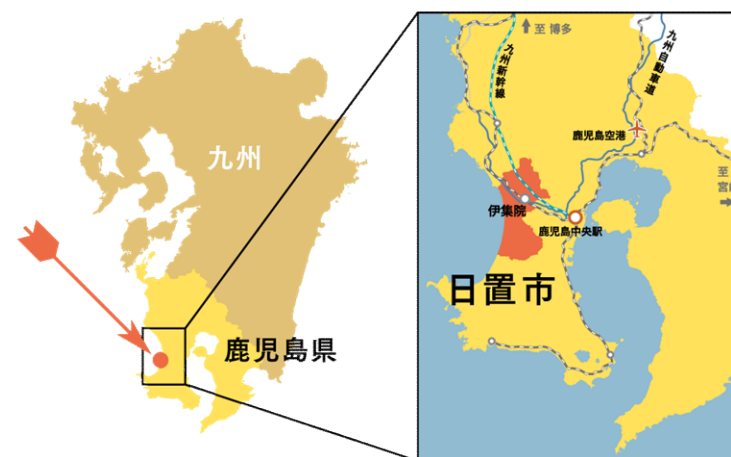 九州
鹿児島県
至 博多
九州新幹線
九州自動車道
鹿児島空港
至
伊集院
鹿児島中央駅
日置市